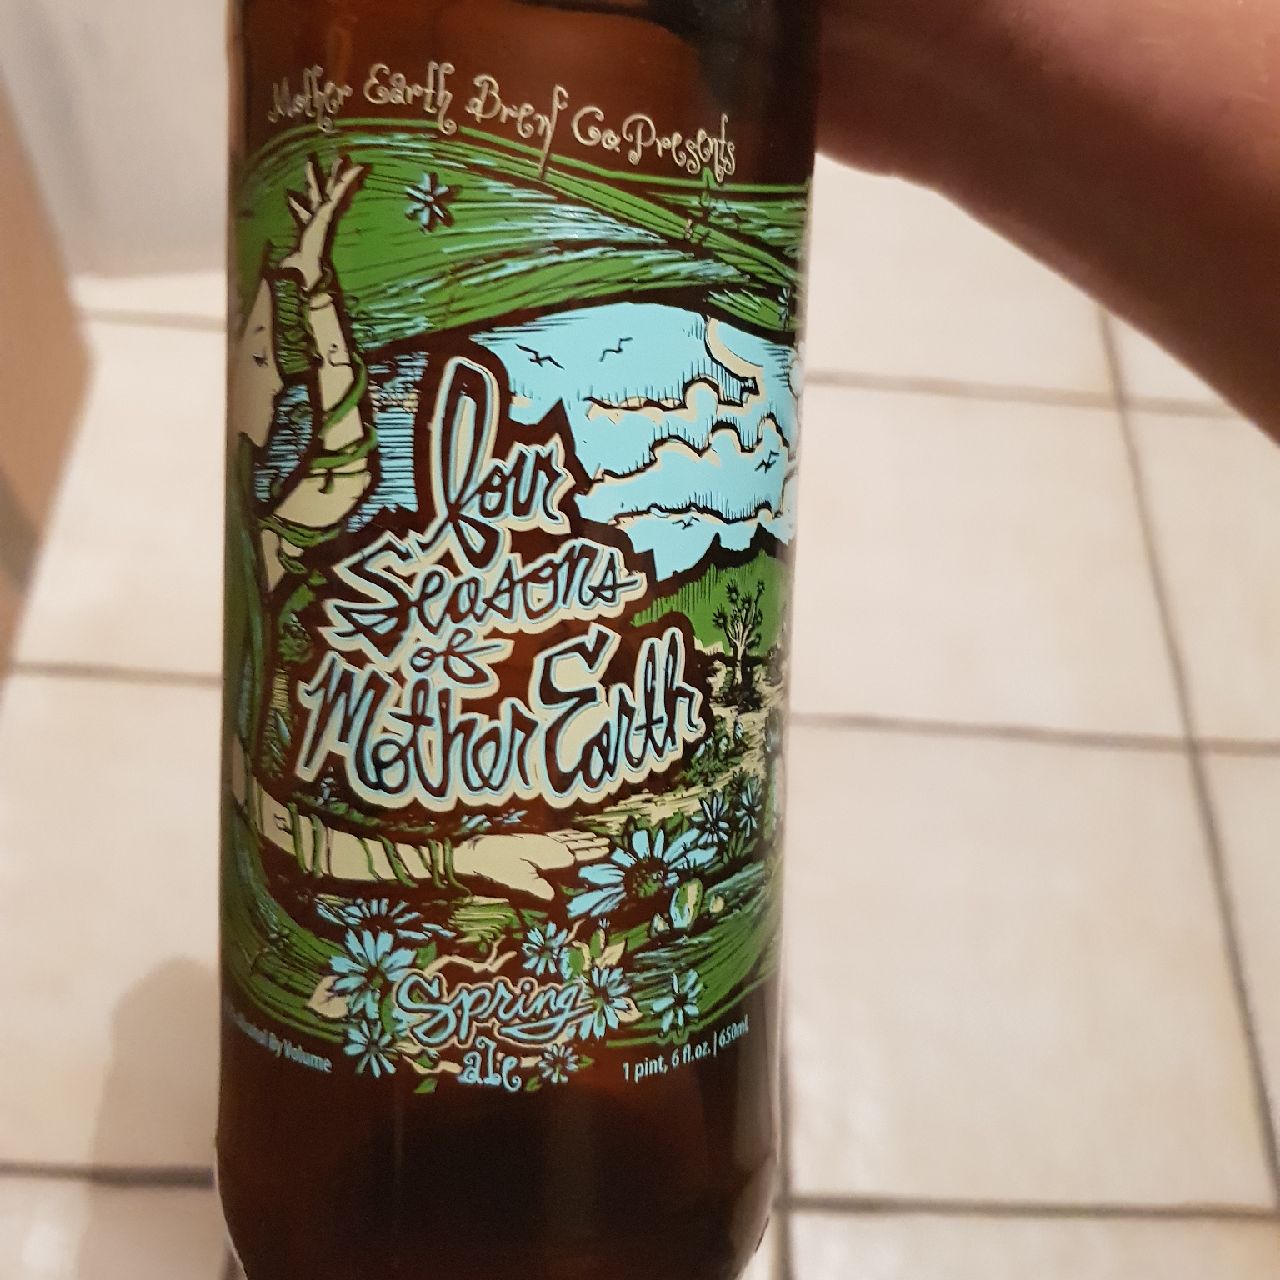 Mother Earth Brew Co. Presents
Four
Seasons
of
Mother Earth
Spring
ale
By Volume
1 pint, 6 fl.oz. | 650ml